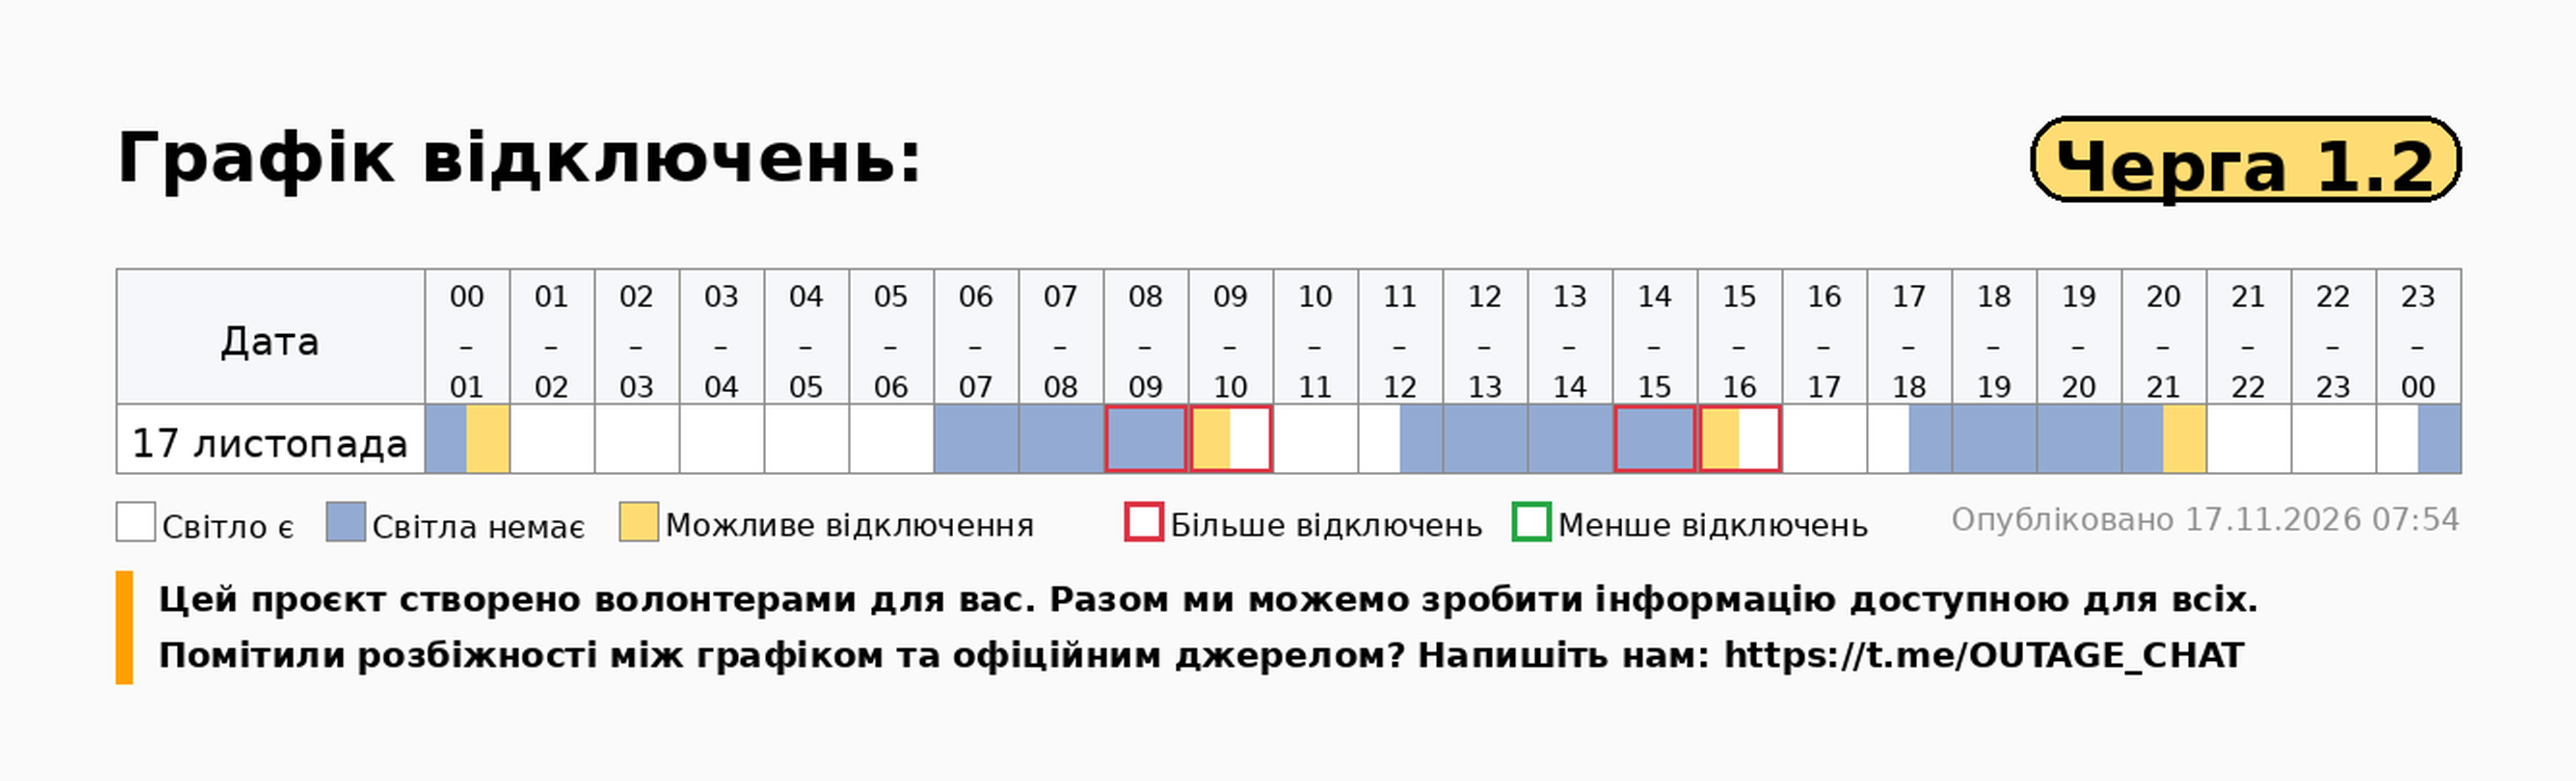 Графік відключень:
Черга 1.2
Дата
00 – 01
01 – 02
02 – 03
03 – 04
04 – 05
05 – 06
06 – 07
07 – 08
08 – 09
09 – 10
10 – 11
11 – 12
12 – 13
13 – 14
14 – 15
15 – 16
16 – 17
17 – 18
18 – 19
19 – 20
20 – 21
21 – 22
22 – 23
23 – 00
17 листопада
Світло є
Світла немає
Можливе відключення
Більше відключень
Менше відключень
Опубліковано 17.11.2026 07:54
Цей проєкт створено волонтерами для вас. Разом ми можемо зробити інформацію доступною для всіх.
Помітили розбіжності між графіком та офіційним джерелом? Напишіть нам: https://t.me/OUTAGE_CHAT